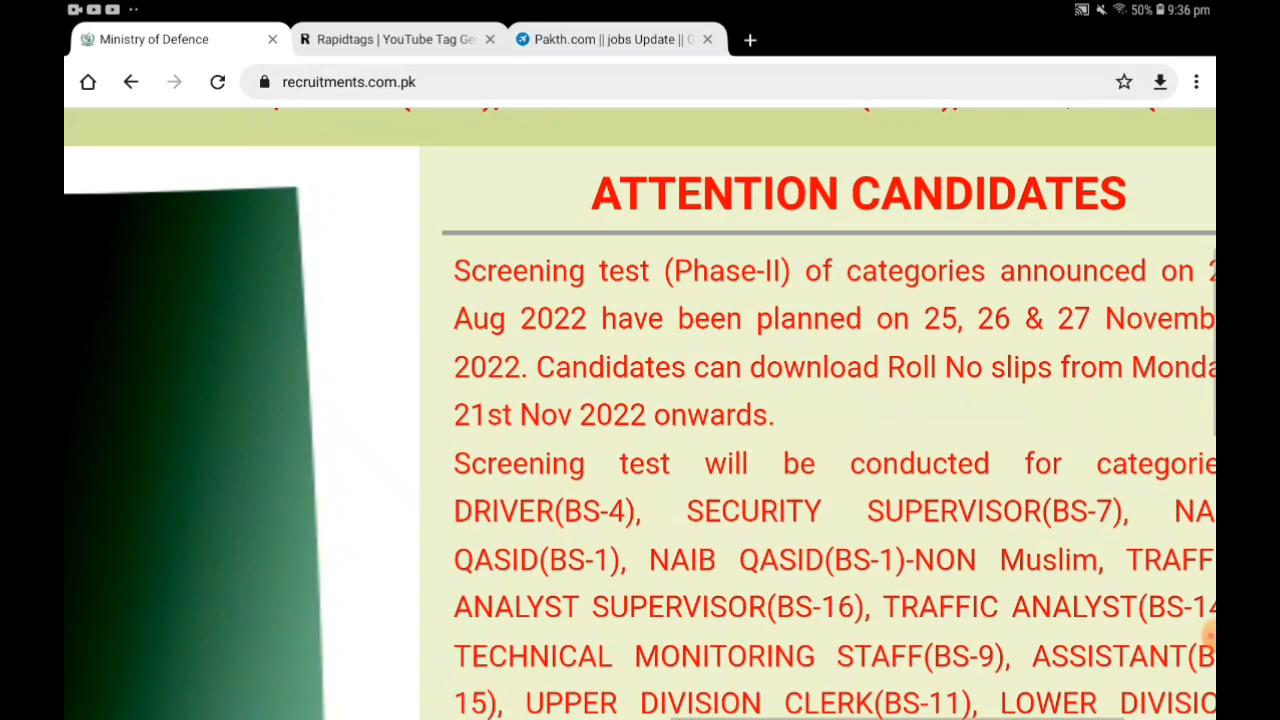 50% 9:36 pm
Ministry of Defence
Rapidtags | YouTube Tag Ge
Pakth.com || jobs Update || G
recruitments.com.pk
ATTENTION CANDIDATES
Screening test (Phase-II) of categories announced on
Aug 2022 have been planned on 25, 26 & 27 Novemb
2022. Candidates can download Roll No slips from Monda
21st Nov 2022 onwards.
Screening test will be conducted for categorie
DRIVER(BS-4), SECURITY SUPERVISOR(BS-7), NA
QASID(BS-1), NAIB QASID(BS-1)-NON Muslim, TRAFF
ANALYST SUPERVISOR(BS-16), TRAFFIC ANALYST(BS-14
TECHNICAL MONITORING STAFF(BS-9), ASSISTANT(B
15), UPPER DIVISION CLERK(BS-11), LOWER DIVISIO